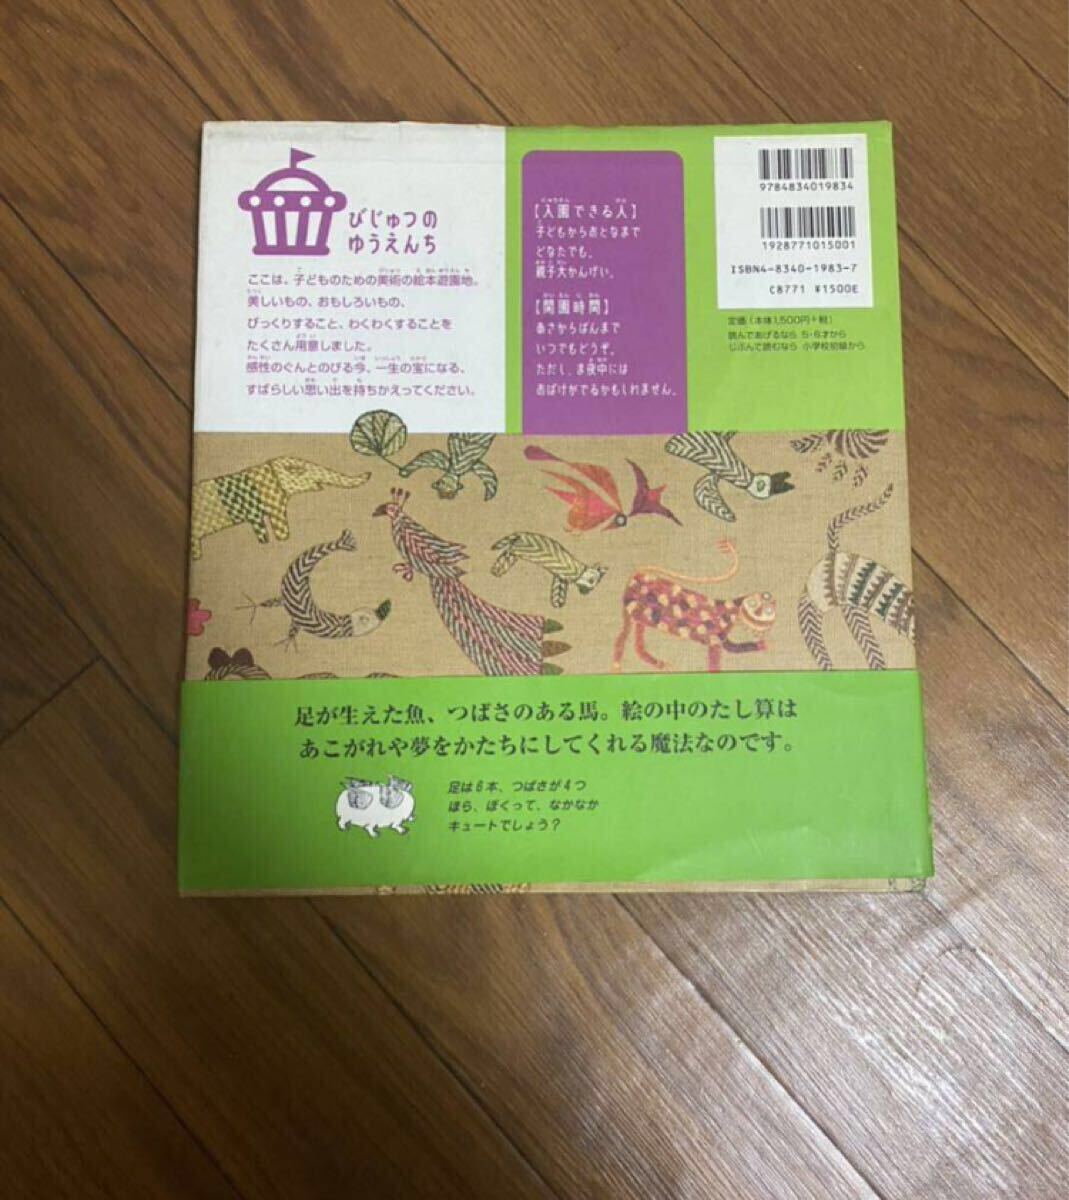 びじゅつの
ゆうえんち
ここは、子どものための美術の絵本遊園地。
美しいもの、おもしろいもの、
びっくりすること、わくわくすることを
たくさん用意しました。
感性のぐんとのびる今、一生の宝になる、
すばらしい思い出を持ちかえってください。
【入園できる人】
子どもからおとなまで
どなたでも。
親子大かんげい。
【開園時間】
あさからばんまで
いつでもどうぞ。
ただし、ま夜中には
おばけがでるかもしれません。
9784834019834
1928771015001
ISBN4-8340-1983-7
C8771 ¥1500E
定価（本体1,500円+税）
読んであげるなら 5・6才から
じぶんで読むなら 小学校初級から
足が生えた魚、つばさのある馬。絵の中のたし算は
あこがれや夢をかたちにしてくれる魔法なのです。
足は6本、つばさが4つ
ほら、ぼくって、なかなか
キュートでしょう？